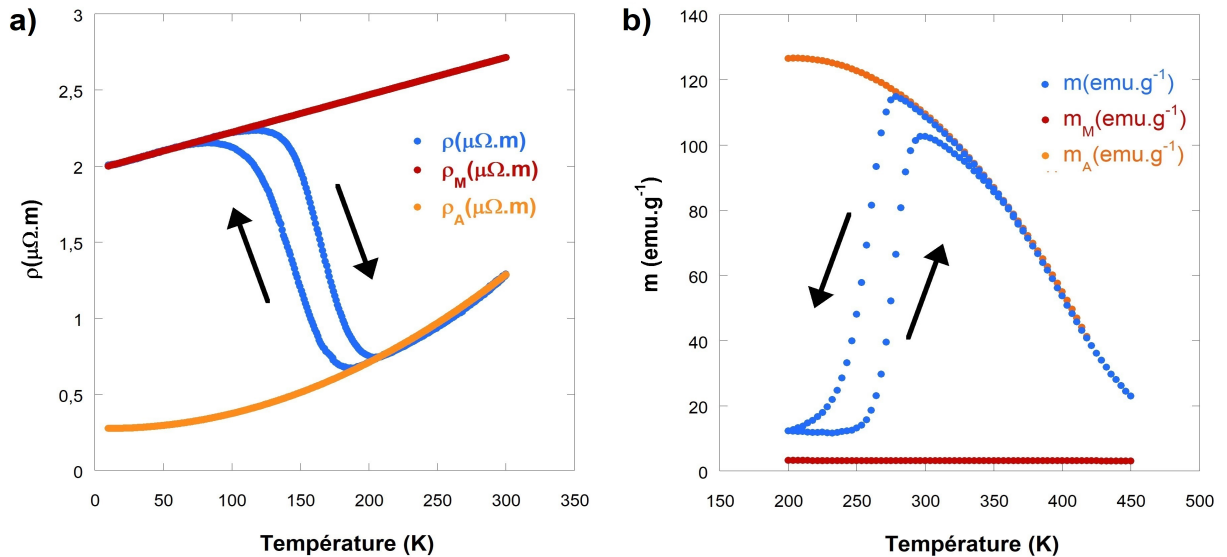 a)
3
2,5
2
1,5
1
0,5
0
ρ(μΩ.m)
ρ(μΩ.m)
ρM(μΩ.m)
ρA(μΩ.m)
0 50 100 150 200 250 300 350
Température (K)
b)
140
120
100
80
60
40
20
0
m (emu.g-1)
m(emu.g-1)
mM(emu.g-1)
mA(emu.g-1)
150 200 250 300 350 400 450 500
Température (K)